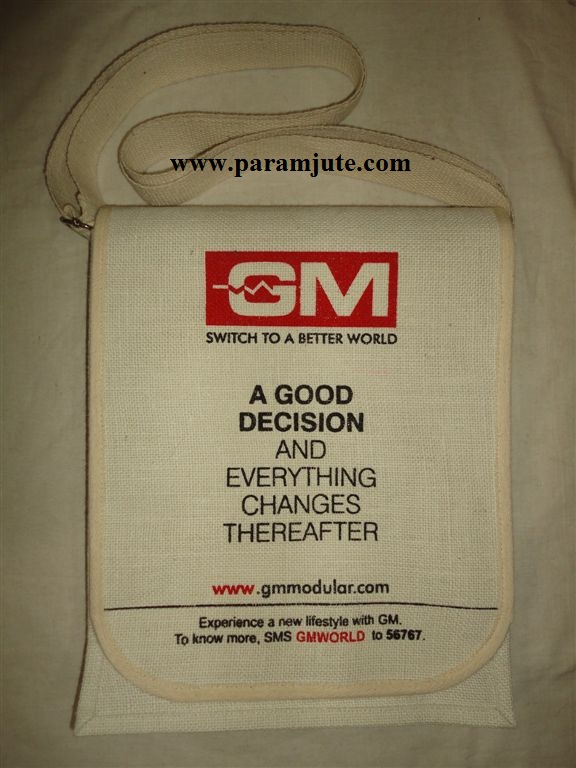 www.paramjute.com
GM
SWITCH TO A BETTER WORLD
A GOOD
DECISION
AND
EVERYTHING
CHANGES
THEREAFTER
www.gmmodular.com
Experience a new lifestyle with GM.
To know more, SMS GMWORLD to 56767.